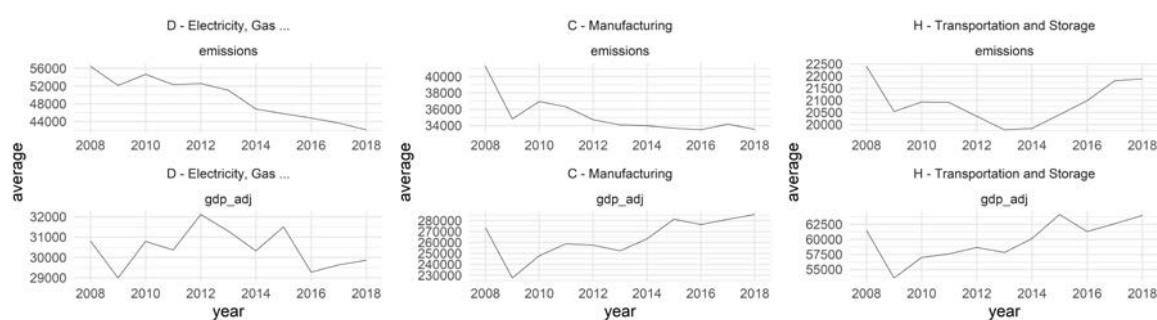 D - Electricity, Gas ...
emissions
56000
52000
48000
44000
2008 2010 2012 2014 2016 2018
D - Electricity, Gas ...
gdp_adj
32000
31000
30000
29000
2008 2010 2012 2014 2016 2018
year
average
C - Manufacturing
emissions
40000
38000
36000
34000
2008 2010 2012 2014 2016 2018
C - Manufacturing
gdp_adj
280000
270000
260000
250000
240000
230000
2008 2010 2012 2014 2016 2018
year
average
H - Transportation and Storage
emissions
22500
22000
21500
21000
20500
20000
2008 2010 2012 2014 2016 2018
H - Transportation and Storage
gdp_adj
62500
60000
57500
55000
2008 2010 2012 2014 2016 2018
year
average